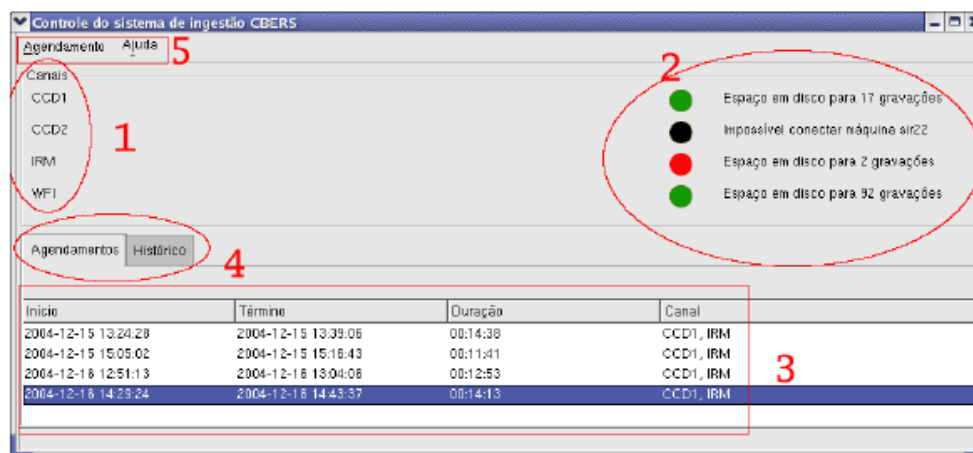 Controle do sistema de ingestão CBERS
Agendamento Ajuda 5
Canais 2
CCD1 Espaço em disco para 17 gravações
CCD2 1 Impossível conectar máquina sir22
IRM Espaço em disco para 2 gravações
WFI Espaço em disco para 92 gravações
Agendamentos Histórico 4
Início Término Duração Canal
2004-12-15 13:24:28 2004-12-15 13:39:06 00:14:38 CCD1, IRM
2004-12-15 15:05:02 2004-12-15 15:16:43 00:11:41 CCD1, IRM
2004-12-16 12:51:13 2004-12-16 13:04:06 00:12:53 CCD1, IRM
2004-12-16 14:29:24 2004-12-16 14:43:37 00:14:13 CCD1, IRM
3